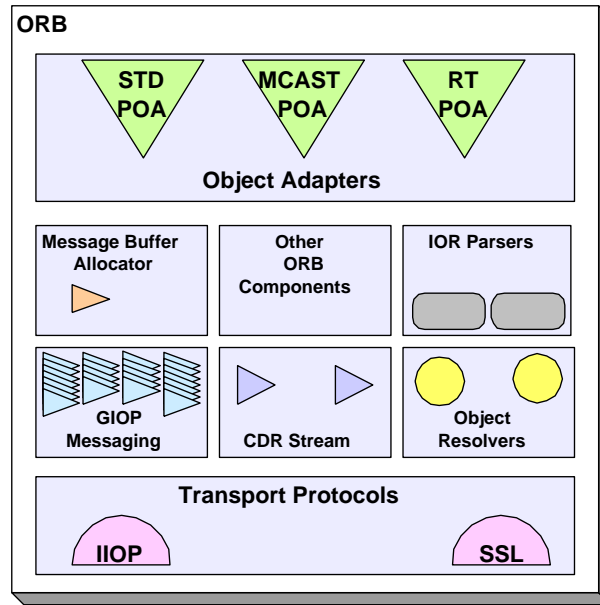 ORB
STD
POA
MCAST
POA
RT
POA
Object Adapters
Message Buffer
Allocator
Other
ORB
Components
IOR Parsers
GIOP
Messaging
CDR Stream
Object
Resolvers
Transport Protocols
IIOP
SSL